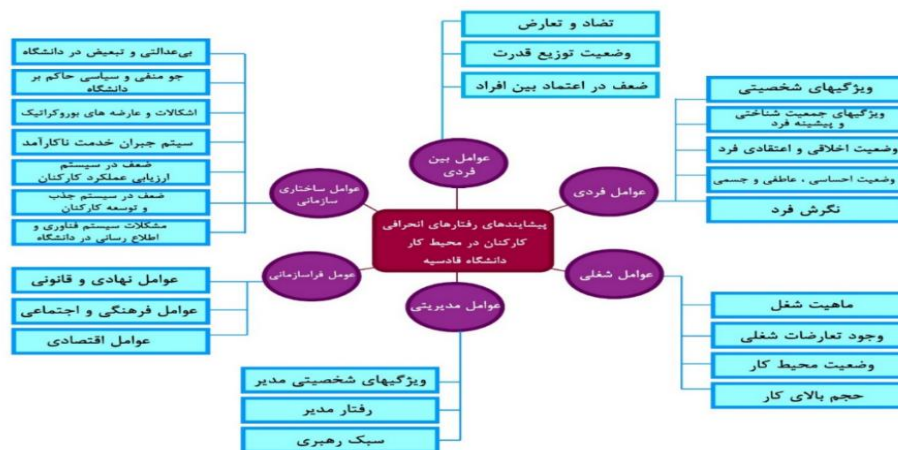 تضاد و تعارض
وضعیت توزیع قدرت
ضعف در اعتماد بین افراد
عوامل بین
فردی
ویژگیهای شخصیتی
ویژگیهای جمعیت شناختی
و پیشینه فرد
وضعیت اخلاقی و اعتقادی فرد
وضعیت احساسی ، عاطفی و جسمی
نگرش فرد
عوامل فردی
بی‌عدالتی و تبعیض در دانشگاه
جو منفی و سیاسی حاکم بر
دانشگاه
اشکالات و عارضه های بوروکراتیک
سیتم جبران خدمت ناکارآمد
ضعف در سیستم
ارزیابی عملکرد کارکنان
ضعف در سیستم جذب
و توسعه کارکنان
مشکلات سیستم فناوری و
اطلاع رسانی در دانشگاه
عوامل ساختاری
سازمانی
پیشایندهای رفتارهای انحرافی
کارکنان در محیط کار
دانشگاه قادسیه
عوامل شغلی
ماهیت شغل
وجود تعارضات شغلی
وضعیت محیط کار
حجم بالای کار
عومل فراسازمانی
عوامل نهادی و قانونی
عوامل فرهنگی و اجتماعی
عوامل اقتصادی
عوامل مدیریتی
ویژگیهای شخصیتی مدیر
رفتار مدیر
سبک رهبری